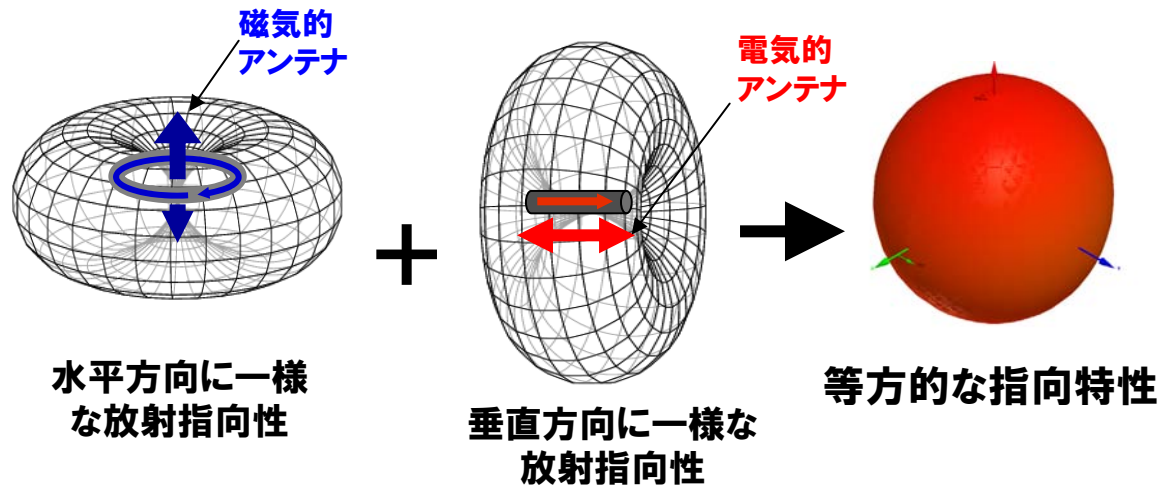 磁気的
アンテナ
電気的
アンテナ
水平方向に一様
な放射指向性
垂直方向に一様な
放射指向性
等方的な指向特性